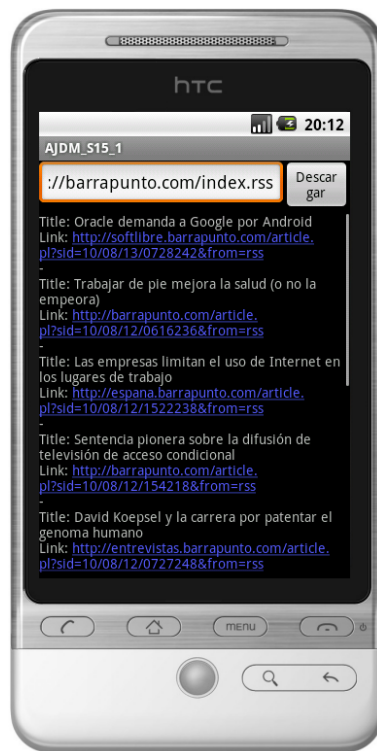 hTC
20:12
AJDM_S15_1
://barrapunto.com/index.rss
Descar
gar
Title: Oracle demanda a Google por Android
Link: http://softlibre.barrapunto.com/article.
pl?sid=10/08/13/0728242&from=rss
-
Title: Trabajar de pie mejora la salud (o no la
empeora)
Link: http://barrapunto.com/article.
pl?sid=10/08/12/0616236&from=rss
-
Title: Las empresas limitan el uso de Internet en
los lugares de trabajo
Link: http://espana.barrapunto.com/article.
pl?sid=10/08/12/1522238&from=rss
-
Title: Sentencia pionera sobre la difusión de
televisión de acceso condicional
Link: http://barrapunto.com/article.
pl?sid=10/08/12/154218&from=rss
-
Title: David Koepsel y la carrera por patentar el
genoma humano
Link: http://entrevistas.barrapunto.com/article.
pl?sid=10/08/12/0727248&from=rss
MENU